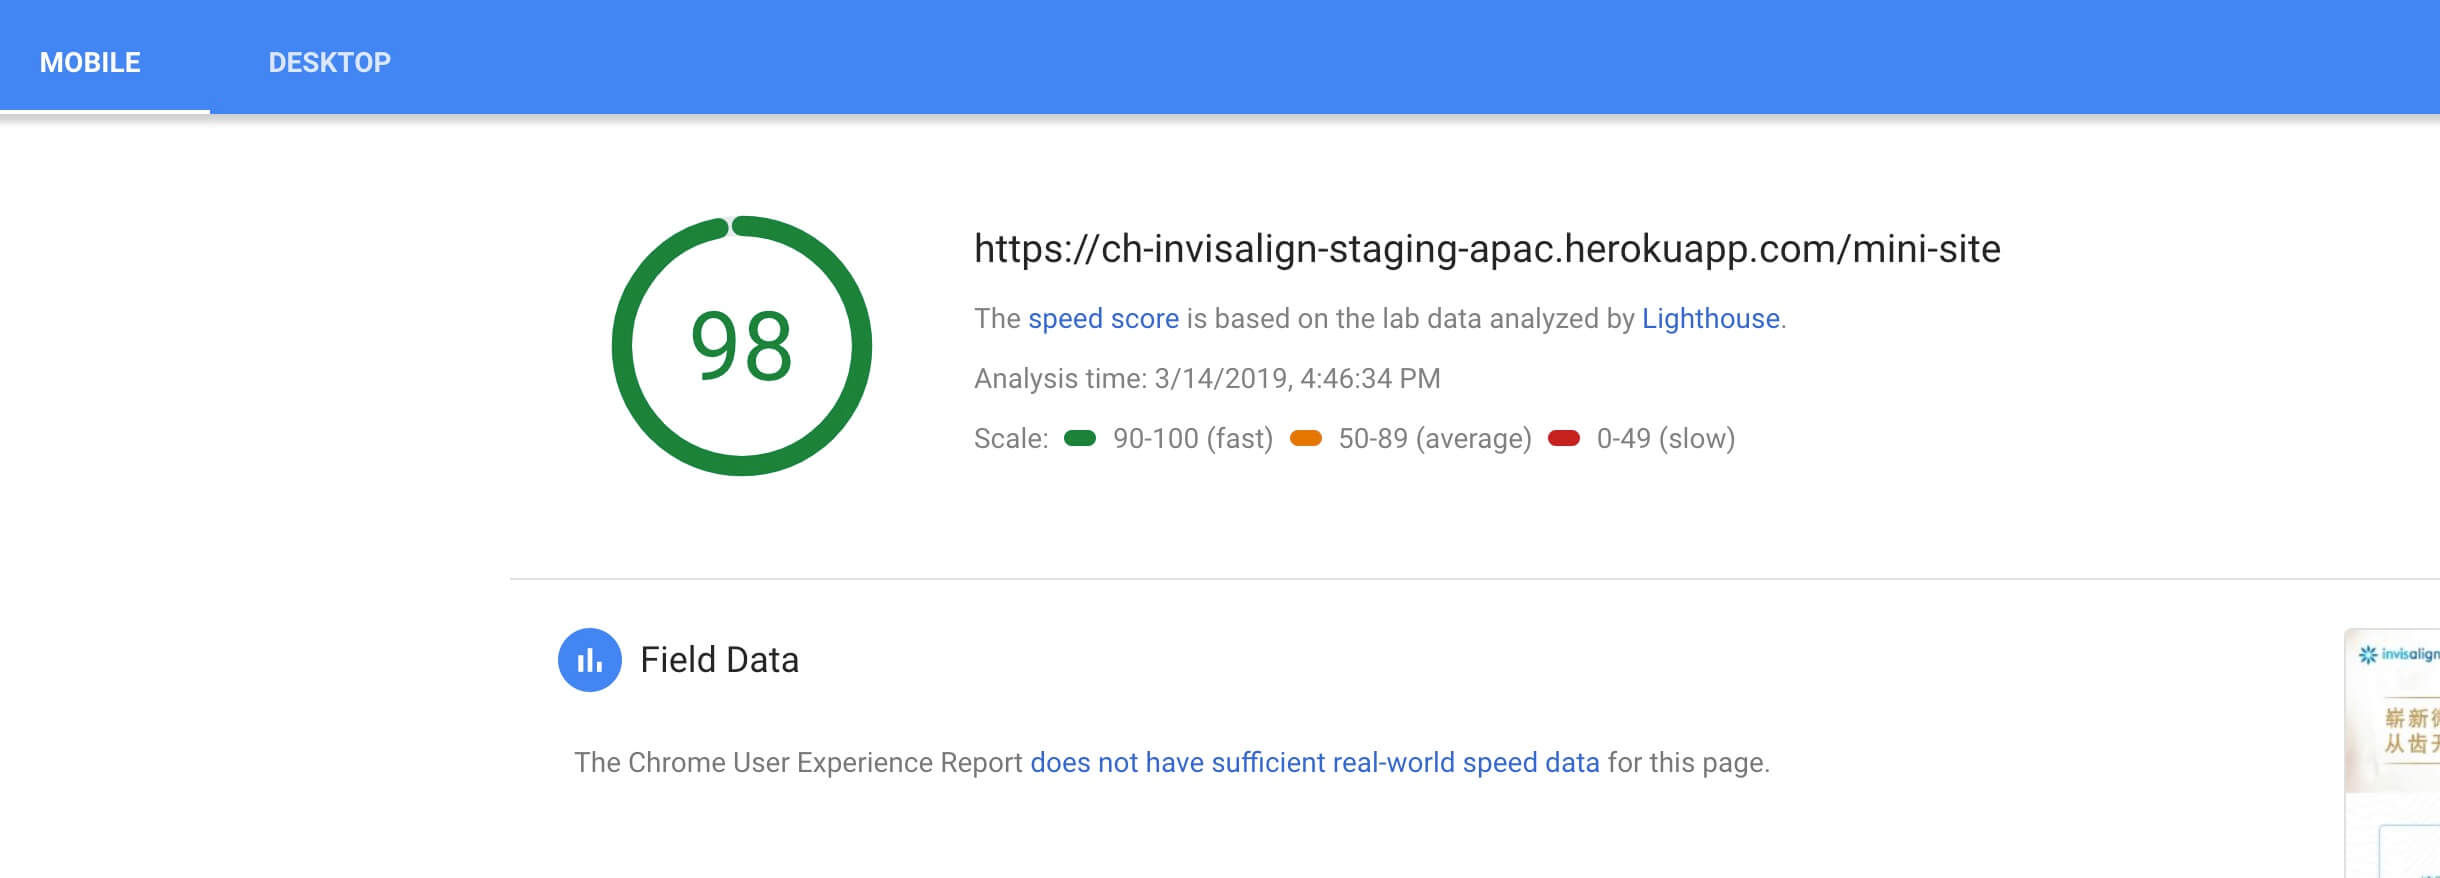 MOBILE DESKTOP
98
https://ch-invisalign-staging-apac.herokuapp.com/mini-site
The speed score is based on the lab data analyzed by Lighthouse.
Analysis time: 3/14/2019, 4:46:34 PM
Scale: 90-100 (fast) 50-89 (average) 0-49 (slow)
Field Data
The Chrome User Experience Report does not have sufficient real-world speed data for this page.
invisalign
崭新
从齿